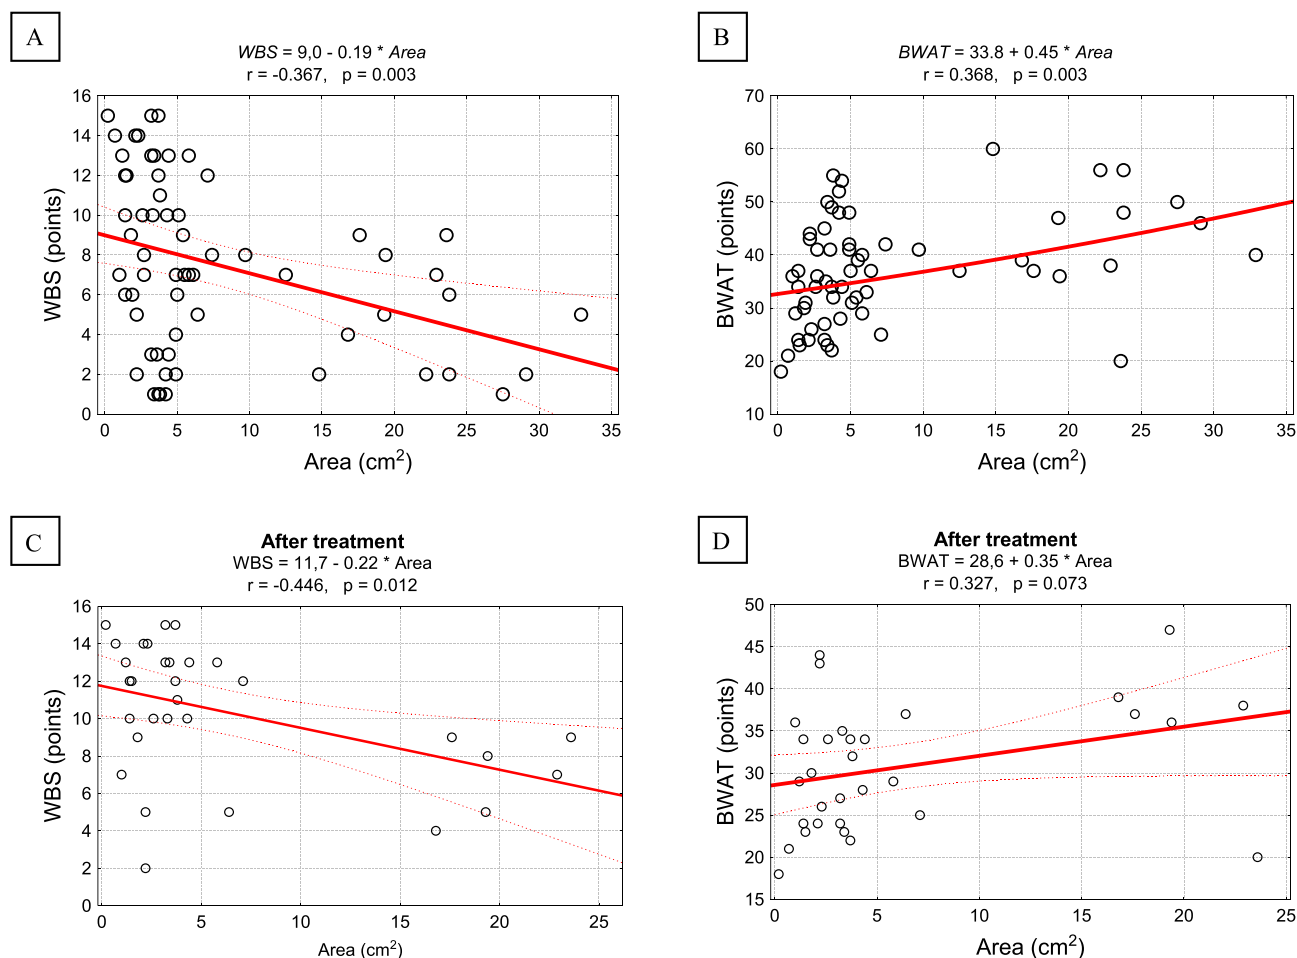 A
WBS = 9,0 - 0.19 * Area
r = -0.367, p = 0.003
16
14
12
10
8
6
4
2
0
WBS (points)
0 5 10 15 20 25 30 35
Area (cm²)
B
BWAT = 33.8 + 0.45 * Area
r = 0.368, p = 0.003
70
60
50
40
30
20
10
BWAT (points)
0 5 10 15 20 25 30 35
Area (cm²)
C
After treatment
WBS = 11,7 - 0.22 * Area
r = -0.446, p = 0.012
16
14
12
10
8
6
4
2
0
WBS (points)
0 5 10 15 20 25
Area (cm²)
D
After treatment
BWAT = 28,6 + 0.35 * Area
r = 0.327, p = 0.073
50
45
40
35
30
25
20
15
BWAT (points)
0 5 10 15 20 25
Area (cm²)